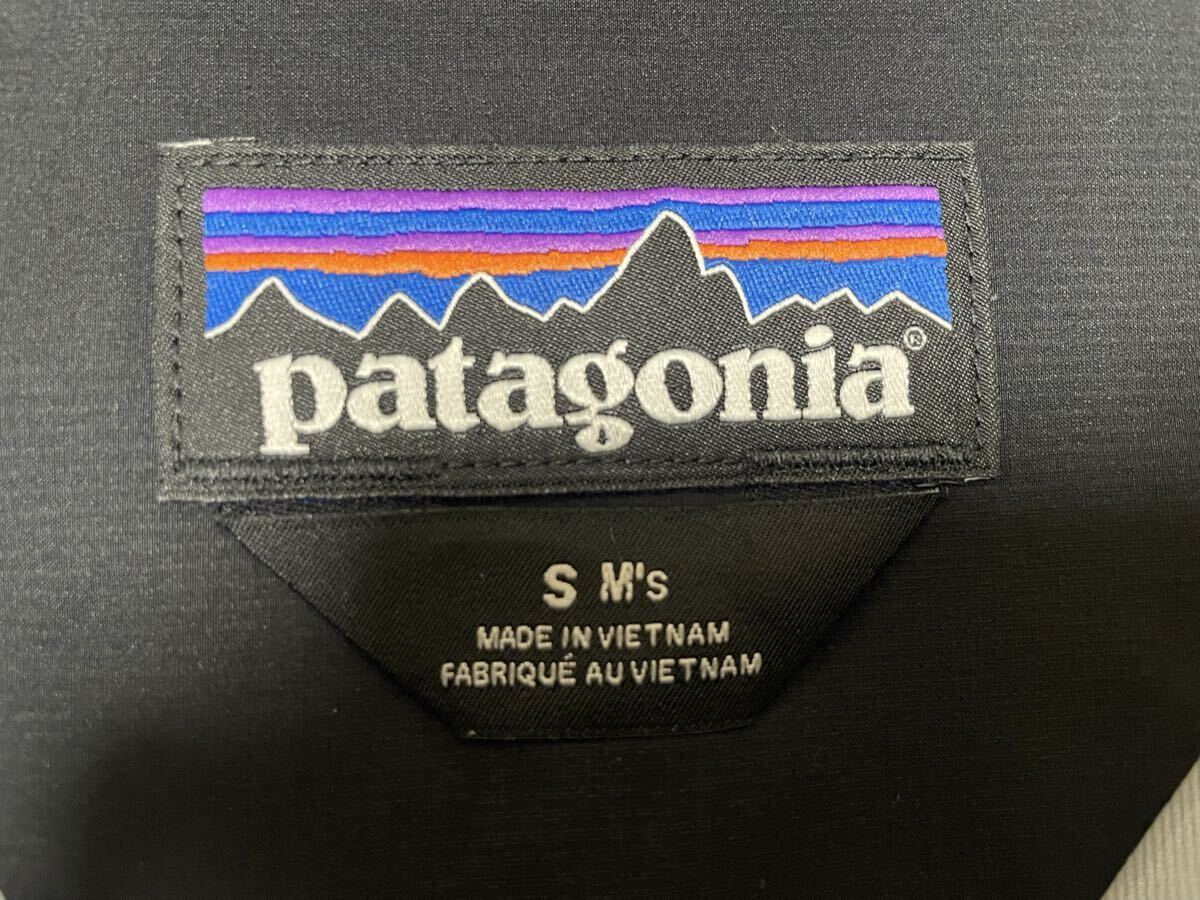 patagonia®
S M's
MADE IN VIETNAM
FABRIQUÉ AU VIETNAM